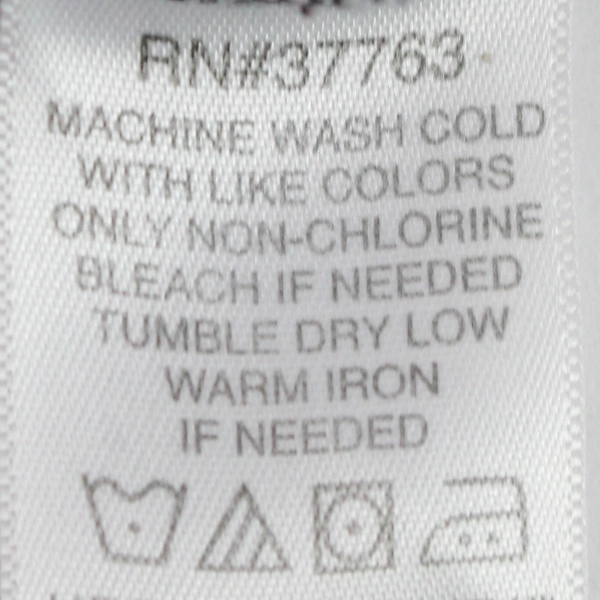 RN#37763
MACHINE WASH COLD
WITH LIKE COLORS
ONLY NON-CHLORINE
BLEACH IF NEEDED
TUMBLE DRY LOW
WARM IRON
IF NEEDED